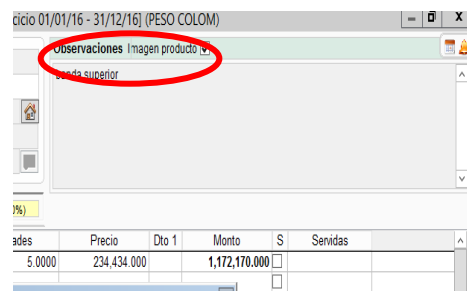 cicio 01/01/16 - 31/12/16] (PESO COLOM)
Observaciones Imagen producto
banda superior
0%)
ades Precio Dto 1 Monto S Servidas
5.0000 234,434.000 1,172,170.000